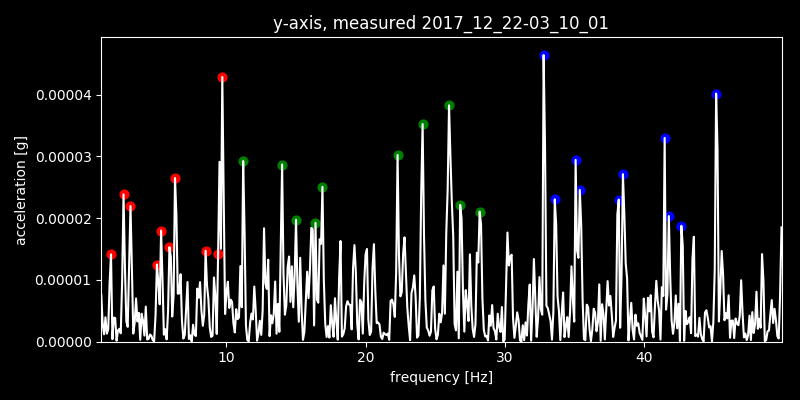 y-axis, measured 2017_12_22-03_10_01
acceleration [g]
0.00004
0.00003
0.00002
0.00001
0.00000
10 20 30 40
frequency [Hz]